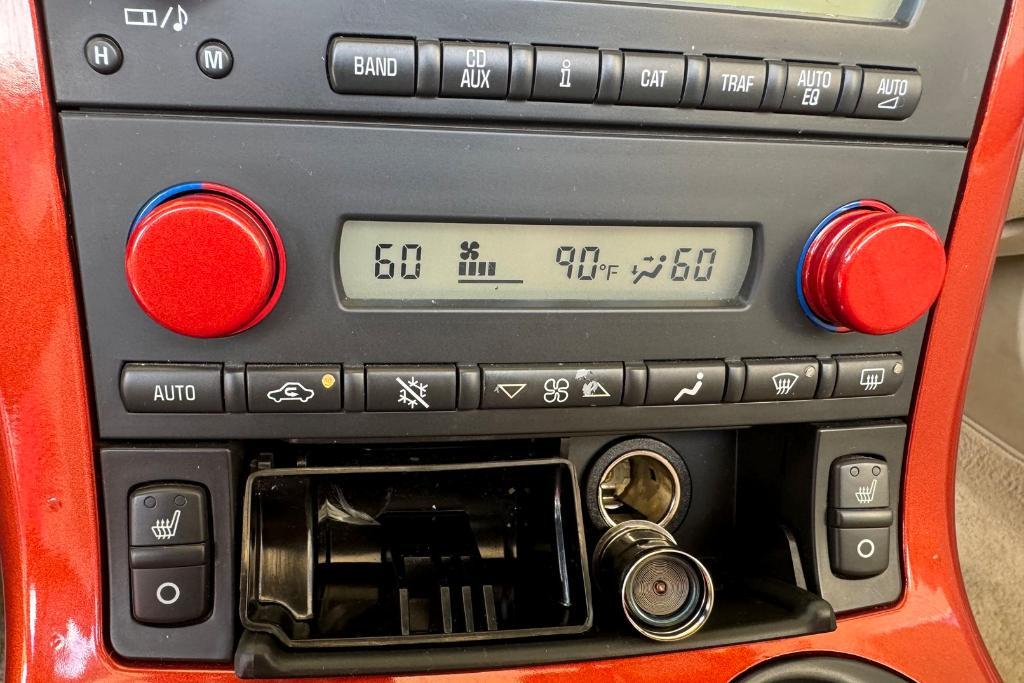 H
M
BAND
CD
AUX
i
CAT
TRAF
AUTO
EQ
AUTO
60
90°F
60
AUTO